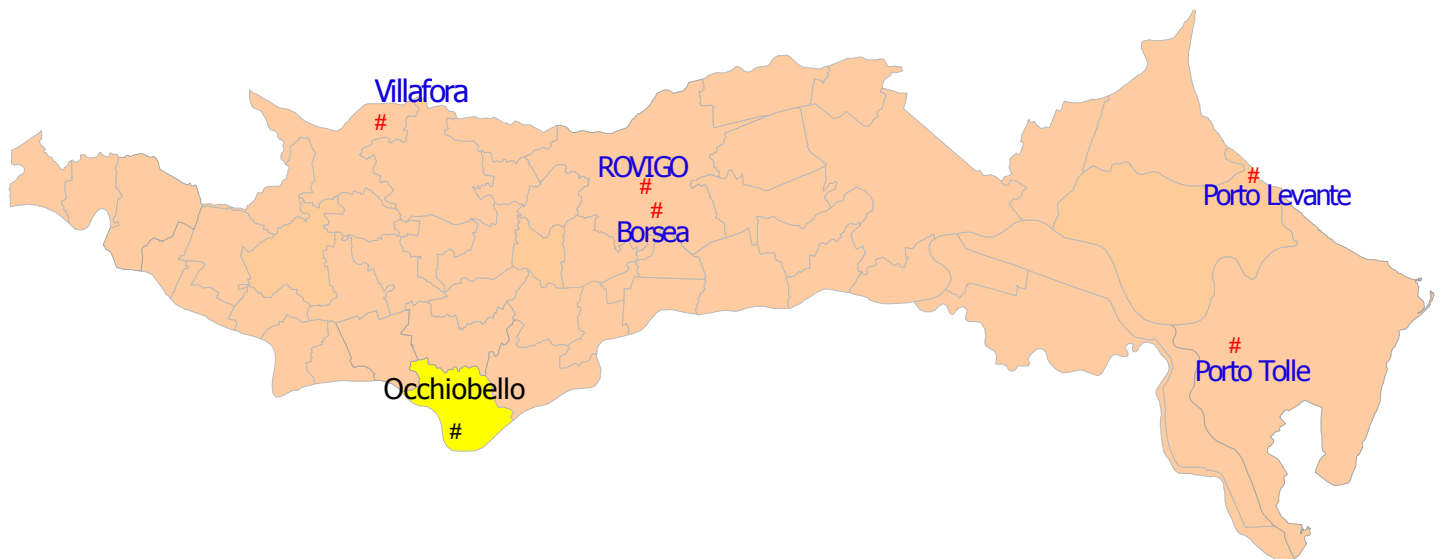 Villafora
#
ROVIGO
#
#
Borsea
#
Porto Levante
#
Porto Tolle
Occhiobello
#